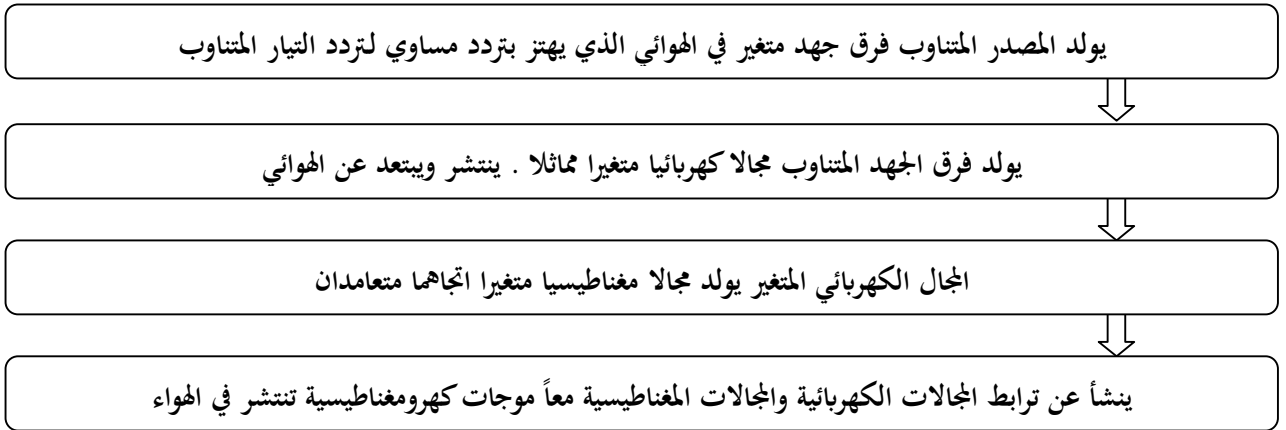 يولد المصدر المتناوب فرق جهد متغير في الهوائي الذي يهتز بتردد مساوي لتردد التيار المتناوب
يولد فرق الجهد المتناوب مجالا كهربائيا متغيرا مماثلا . ينتشر ويبتعد عن الهوائي
المجال الكهربائي المتغير يولد مجالا مغناطيسيا متغيرا اتجاهما متعامدان
ينشأ عن ترابط المجالات الكهربائية والمجالات المغناطيسية معاً موجات كهرومغناطيسية تنتشر في الهواء